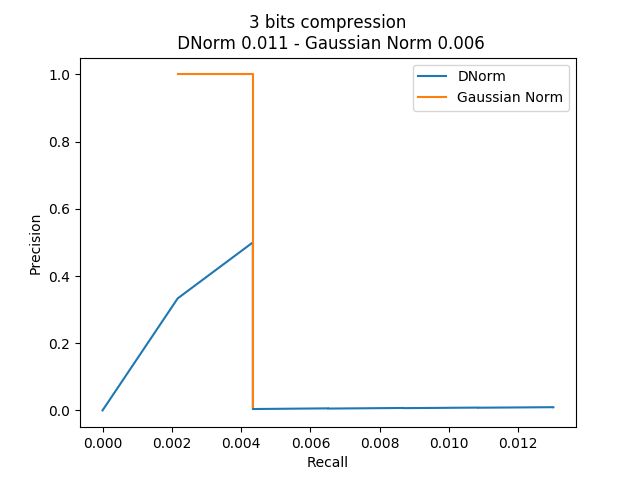 3 bits compression
DNorm 0.011 - Gaussian Norm 0.006
DNorm
Gaussian Norm
1.0
0.8
0.6
0.4
0.2
0.0
Precision
0.000 0.002 0.004 0.006 0.008 0.010 0.012
Recall